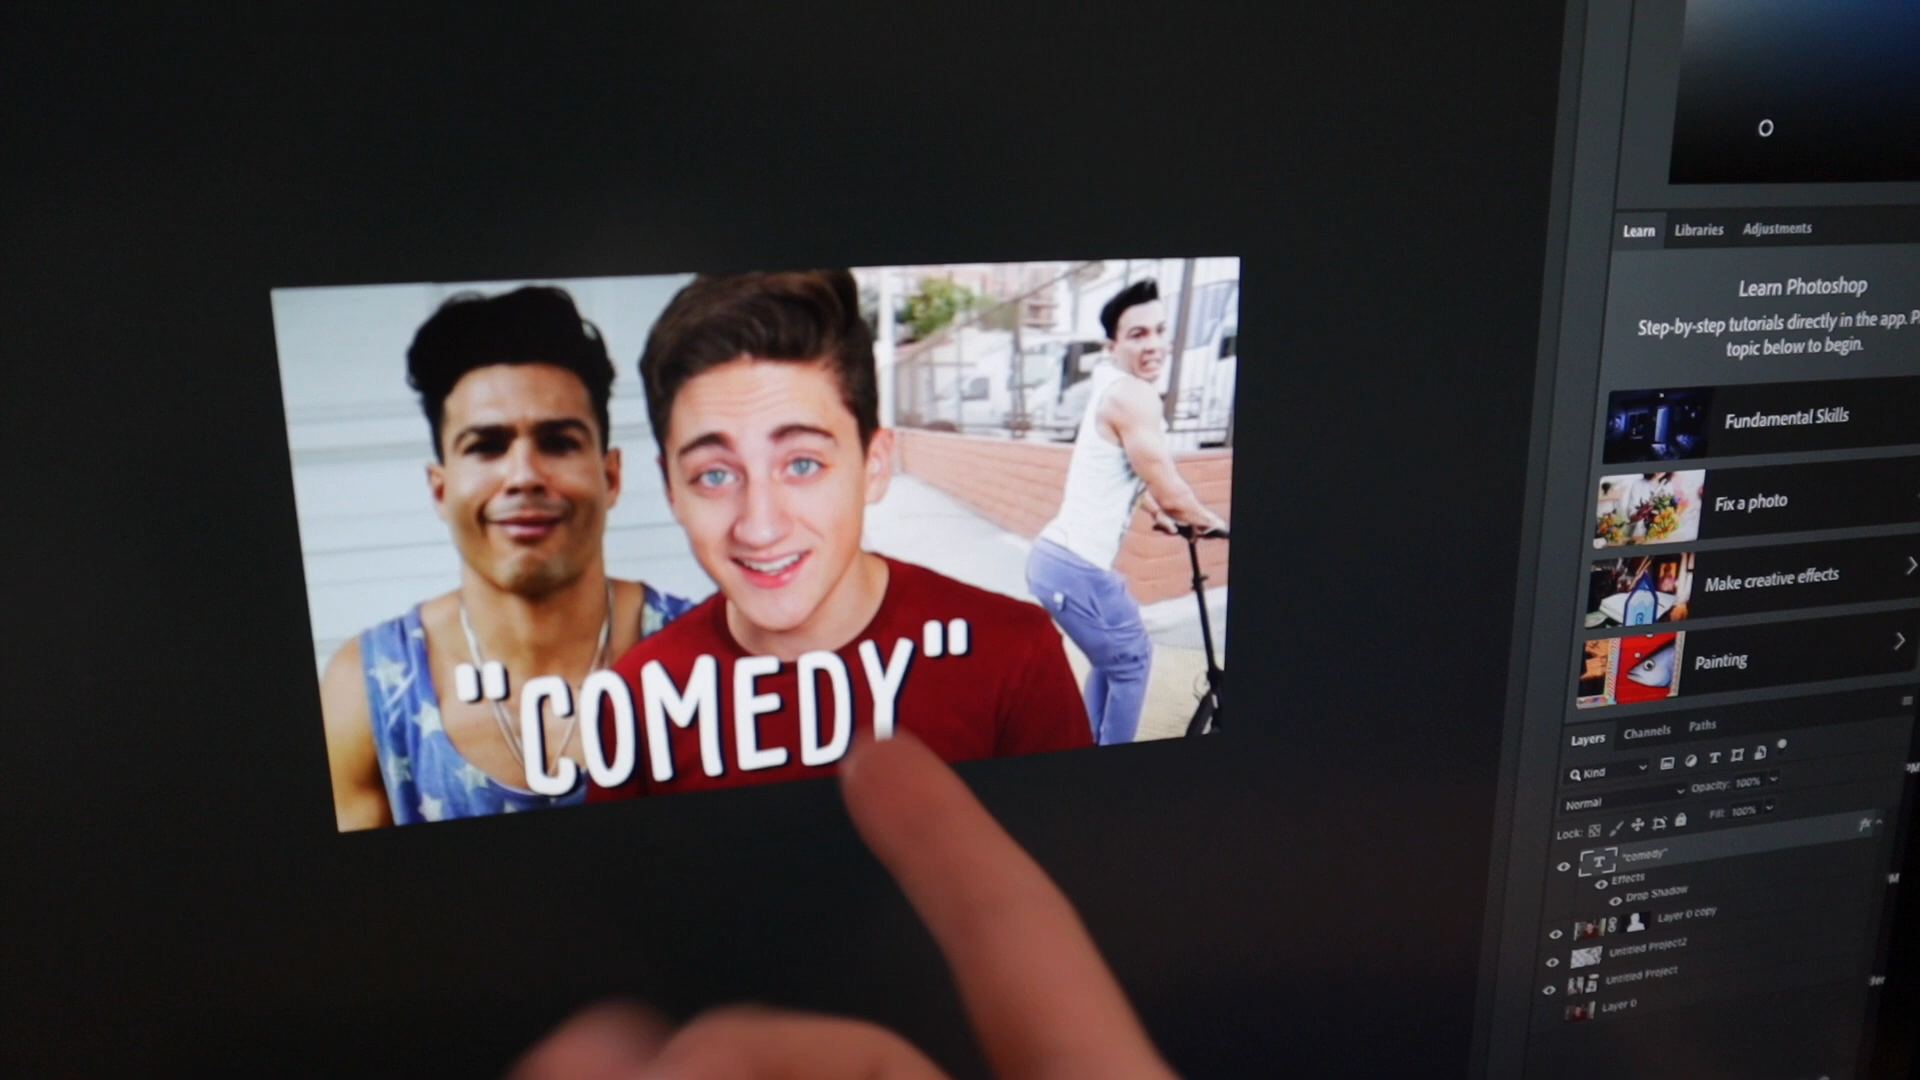 "COMEDY"
Learn Libraries Adjustments
Learn Photoshop
Step-by-step tutorials directly in the app. P
topic below to begin.
Fundamental Skills
Fix a photo
Make creative effects
Painting
Layers Channels Paths
Kind
Normal Opacity: 100%
Lock: Fill: 100%
T "comedy" fx
Effects
Drop Shadow
Layer 0 copy
Untitled Project2
Untitled Project
Layer 0